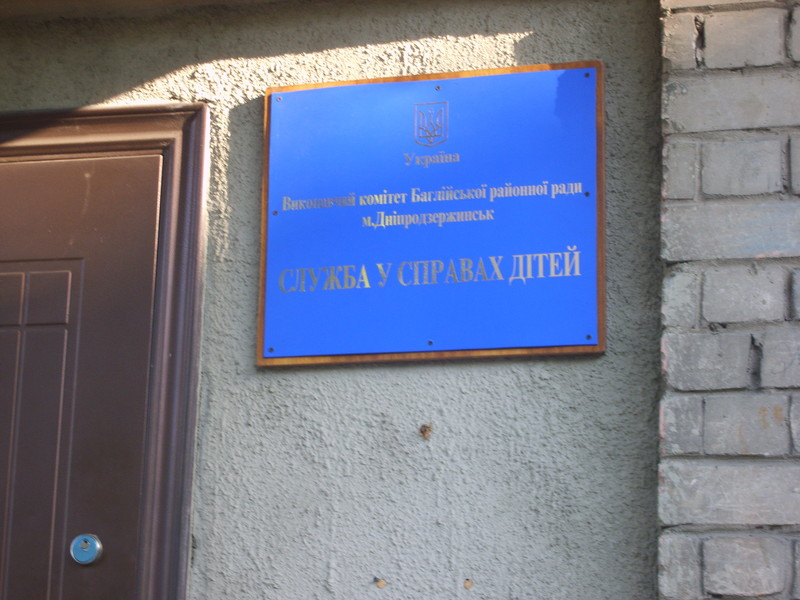 Україна
Виконавчий комітет Баглійської районної ради
м.Дніпродзержинськ
СЛУЖБА У СПРАВАХ ДІТЕЙ